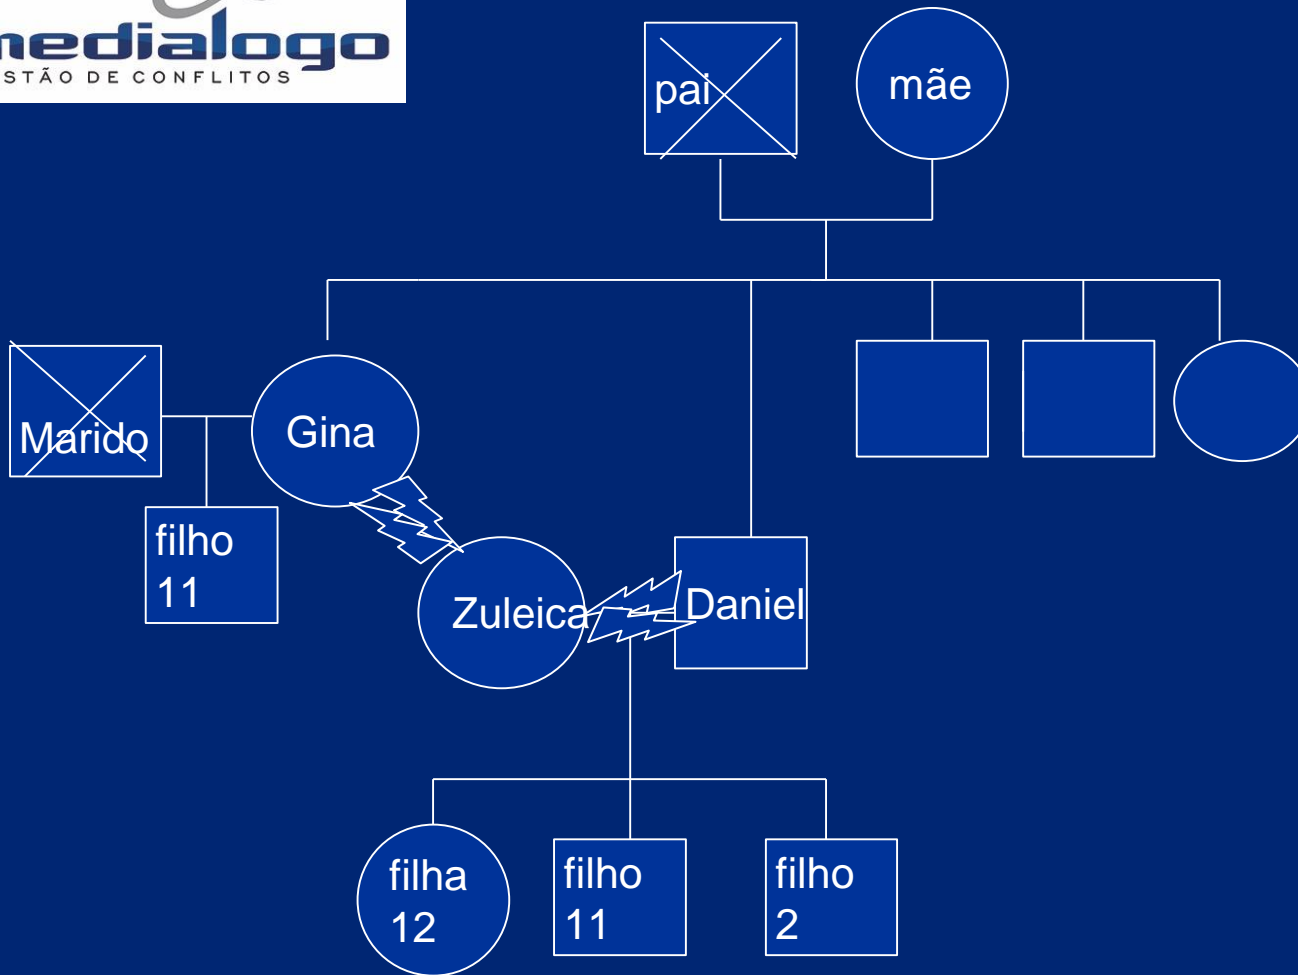 medialogo
STÃO DE CONFLITOS
pai
mãe
Marido
Gina
filho
11
Zuleica
Daniel
filha
12
filho
11
filho
2